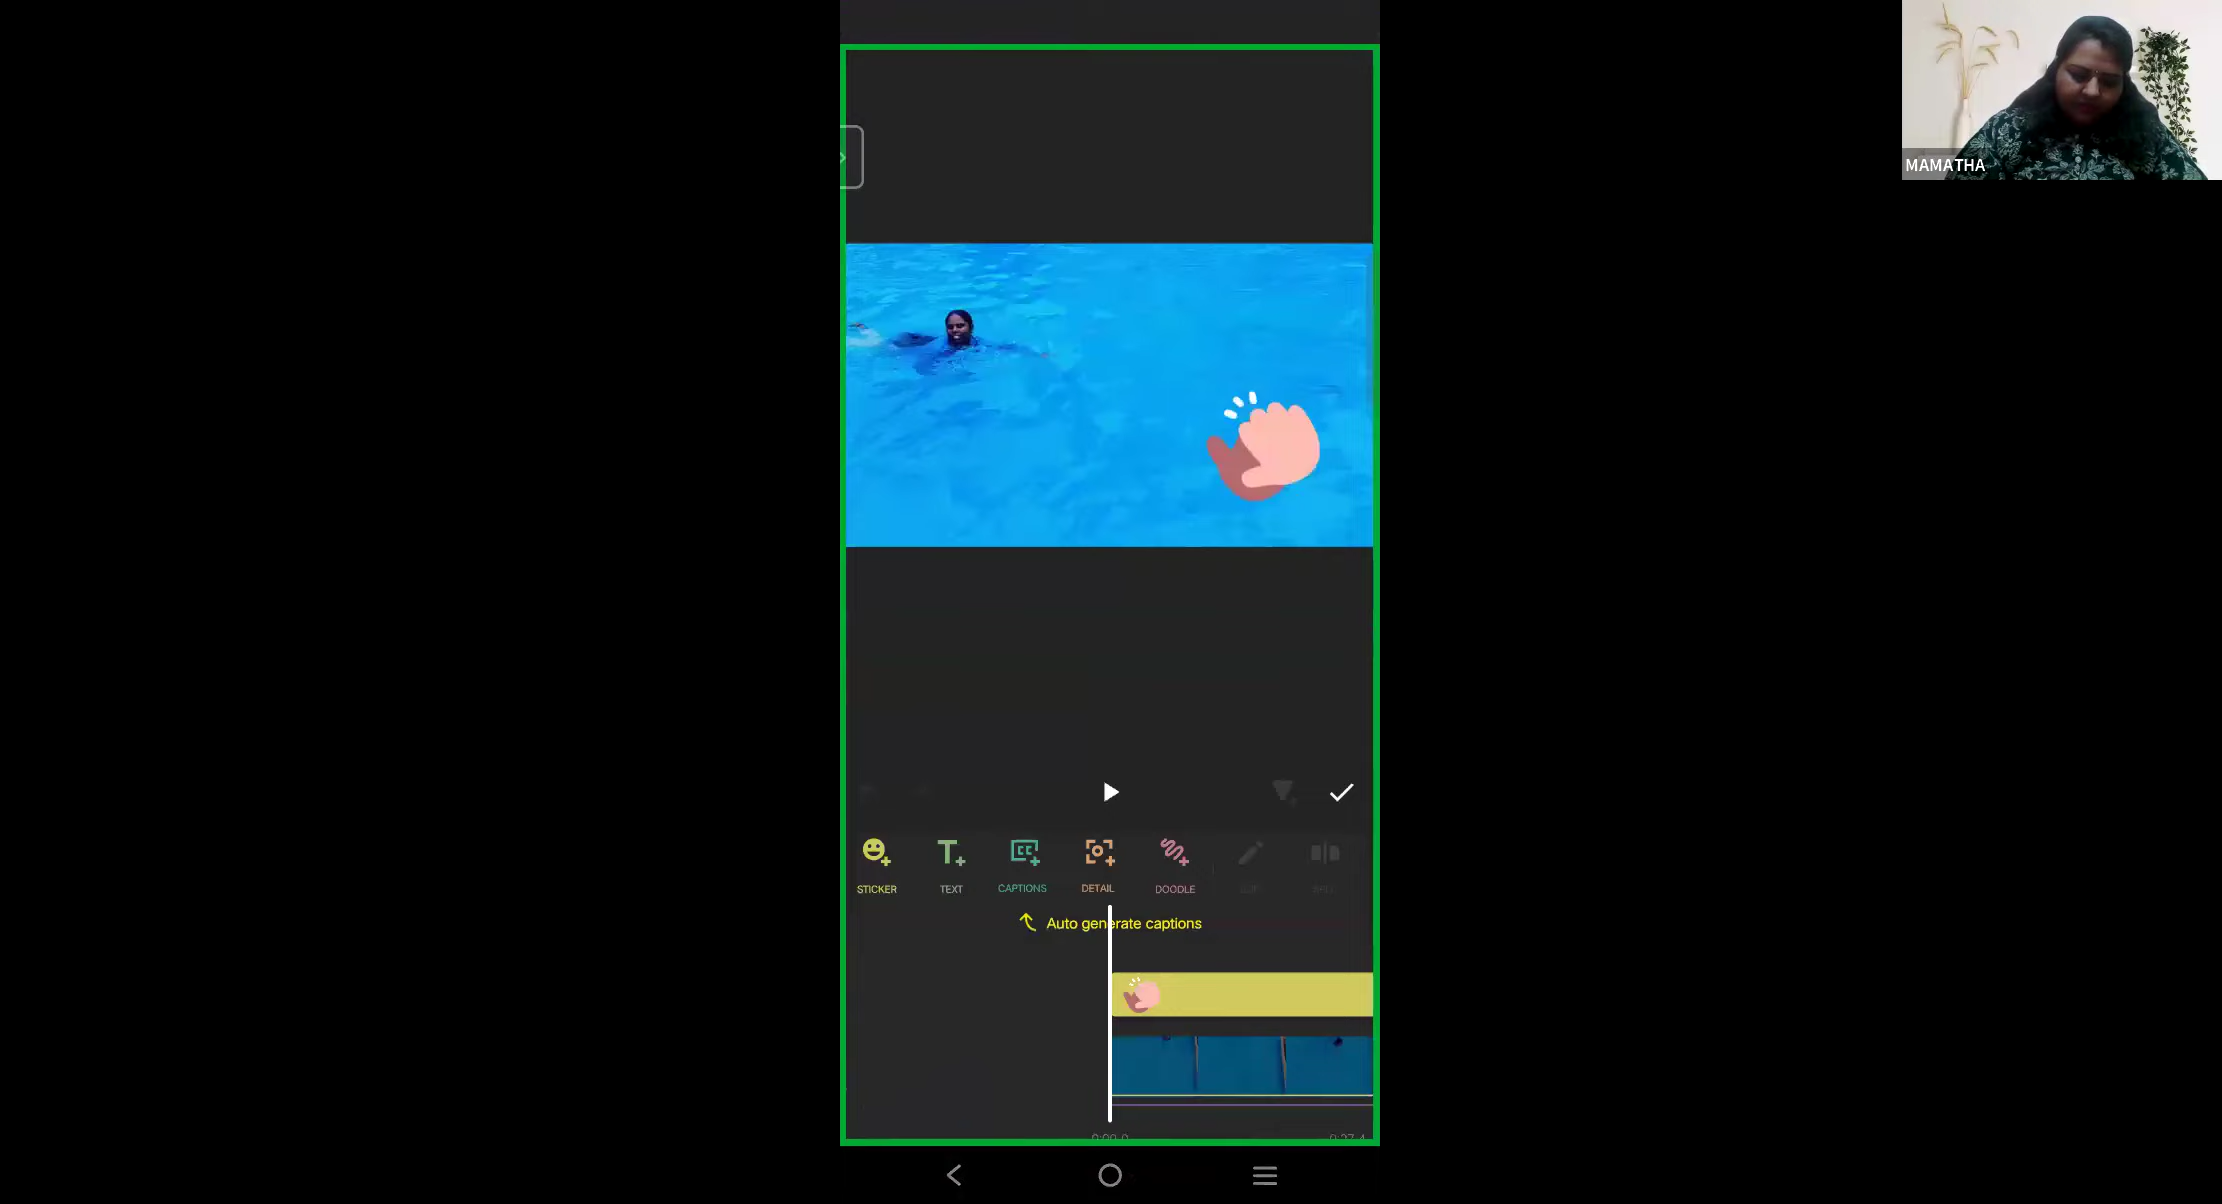 MAMATHA
STICKER
TEXT
CAPTIONS
DETAIL
DOODLE
Auto generate captions